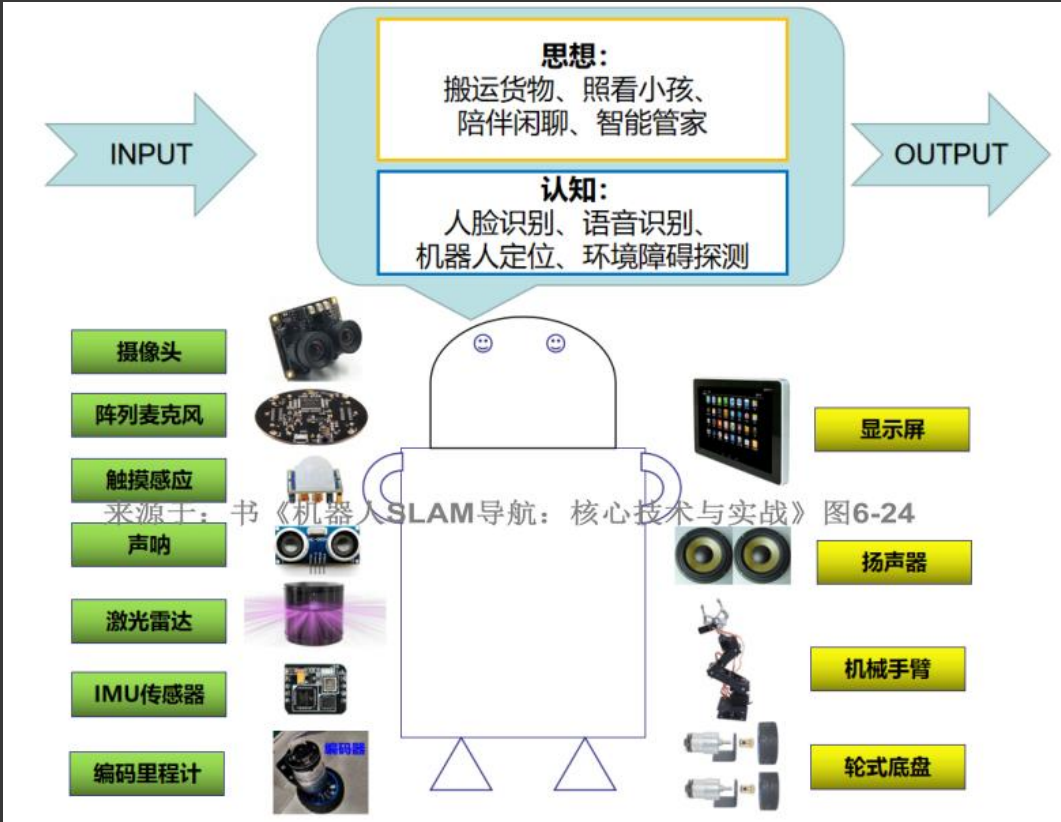 思想：
搬运货物、照看小孩、
陪伴闲聊、智能管家
INPUT
OUTPUT
认知：
人脸识别、语音识别、
机器人定位、环境障碍探测
摄像头
阵列麦克风
显示屏
触摸感应
来源于：书《机器人SLAM导航：核心技术与实战》图6-24
声呐
扬声器
激光雷达
机械手臂
IMU传感器
编码器
编码里程计
轮式底盘